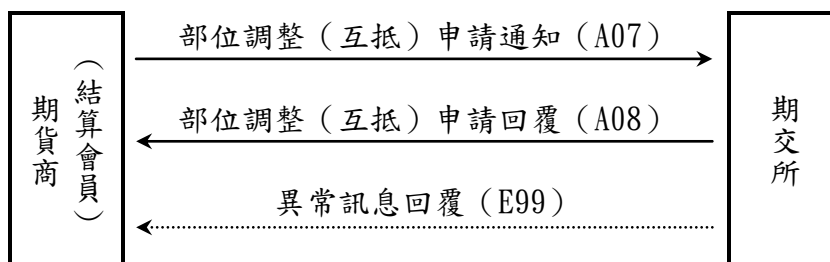 部位調整（互抵）申請通知（A07）
期貨商
（結算會員）
部位調整（互抵）申請回覆（A08）
期交所
異常訊息回覆（E99）